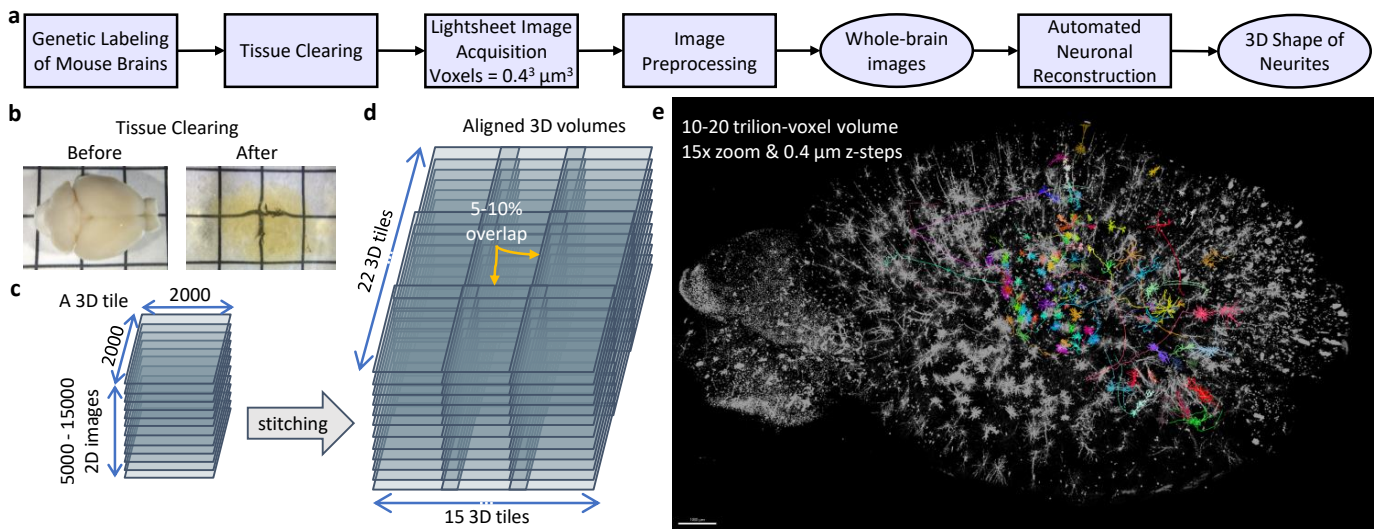 a
Genetic Labeling
of Mouse Brains
Tissue Clearing
Lightsheet Image
Acquisition
Voxels = 0.4³ µm³
Image
Preprocessing
Whole-brain
images
Automated
Neuronal
Reconstruction
3D Shape of
Neurites
b
Tissue Clearing
Before
After
c
A 3D tile
2000
2000
5000 - 15000
2D images
stitching
d
Aligned 3D volumes
22 3D tiles
...
5-10%
overlap
...
15 3D tiles
e
10-20 trilion-voxel volume
15x zoom & 0.4 µm z-steps
1000 µm